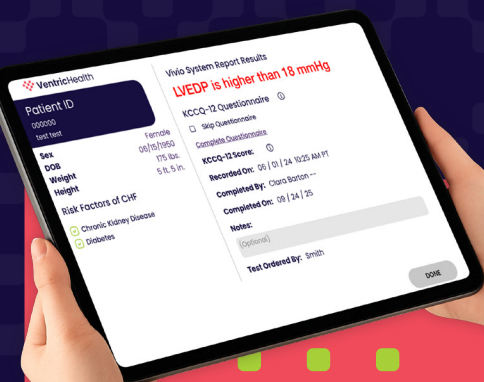 VentricHealth
Patient ID
000000
test test
Sex Female
DOB 08/15/1950
Weight 175 lbs.
Height 5 ft, 5 in.
Risk Factors of CHF
Chronic Kidney Disease
Diabetes
Vivio System Report Results
LVEDP is higher than 18 mmHg
KCCQ-12 Questionnaire
Skip Questionnaire
Complete Questionnaire
KCCQ-12 Score:
Recorded On: 06 / 01 / 24 10:25 AM PT
Completed By: Clara Barton --
Completed On: 09 / 24 / 25
Notes:
(Optional)
Test Ordered By: Smith
DONE